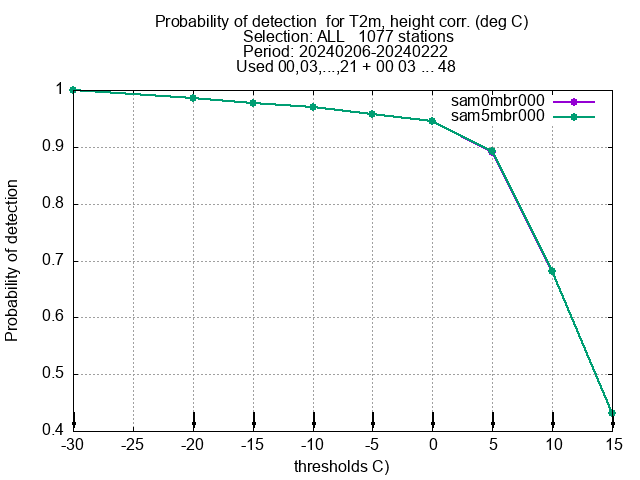 Probability of detection  for T2m, height corr. (deg C)
Selection: ALL   1077 stations
Period: 20240206-20240222
Used 00,03,...,21 + 00 03 ... 48
sam0mbr000
sam5mbr000
Probability of detection
1
0.9
0.8
0.7
0.6
0.5
0.4
-30 -25 -20 -15 -10 -5 0 5 10 15
thresholds C)